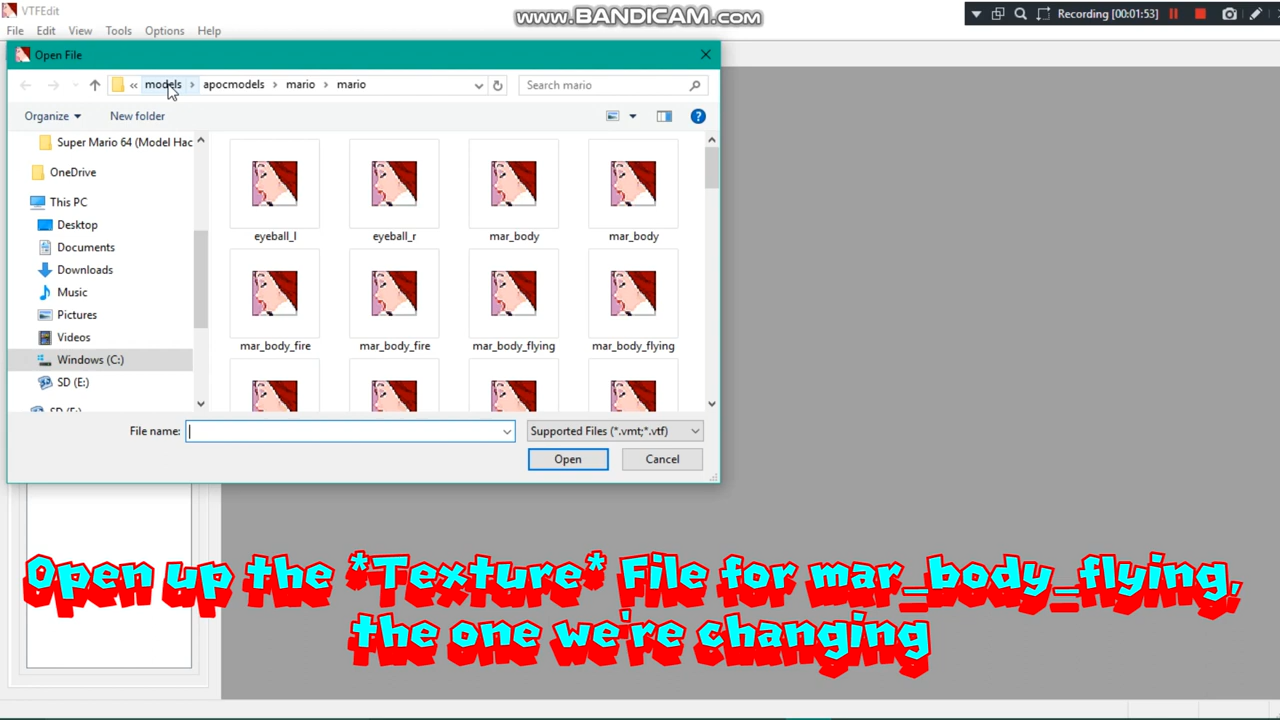 VTFEdit
www.BANDICAM.com
Recording [00:01:53]
File Edit View Tools Options Help
Open File
« models › apocmodels › mario › mario
Search mario
Organize
New folder
Super Mario 64 (Model Hac
OneDrive
This PC
Desktop
Documents
Downloads
Music
Pictures
Videos
Windows (C:)
SD (E:)
eyeball_l eyeball_r mar_body mar_body
mar_body_fire mar_body_fire mar_body_flying mar_body_flying
File name:
Supported Files (*.vmt;*.vtf)
Open Cancel
Open up the *Texture* File for mar_body_flying,
the one we're changing